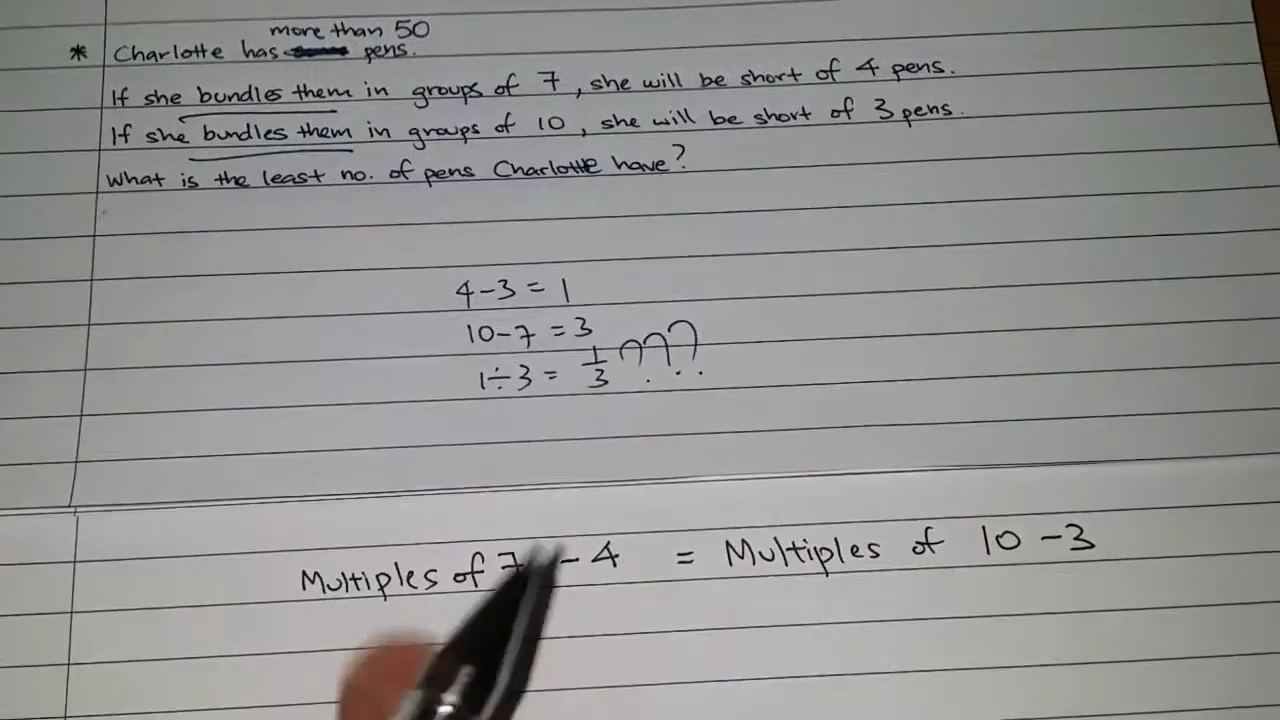 more than 50
* Charlotte has pens.
If she bundles them in groups of 7, she will be short of 4 pens.
If she bundles them in groups of 10, she will be short of 3 pens.
What is the least no. of pens Charlotte have?
4-3 = 1
10-7 = 3
1÷3 = 1/3 ???
Multiples of 7 - 4 = Multiples of 10 - 3